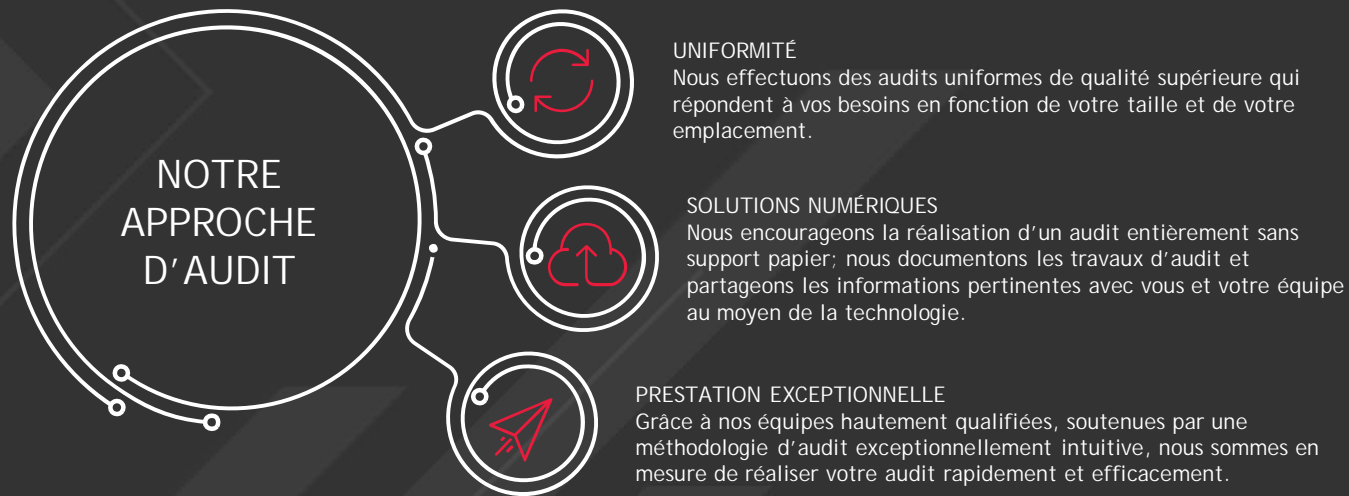 NOTRE
APPROCHE
D'AUDIT
UNIFORMITÉ
Nous effectuons des audits uniformes de qualité supérieure qui
répondent à vos besoins en fonction de votre taille et de votre
emplacement.
SOLUTIONS NUMÉRIQUES
Nous encourageons la réalisation d'un audit entièrement sans
support papier; nous documentons les travaux d'audit et
partageons les informations pertinentes avec vous et votre équipe
au moyen de la technologie.
PRESTATION EXCEPTIONNELLE
Grâce à nos équipes hautement qualifiées, soutenues par une
méthodologie d'audit exceptionnellement intuitive, nous sommes en
mesure de réaliser votre audit rapidement et efficacement.